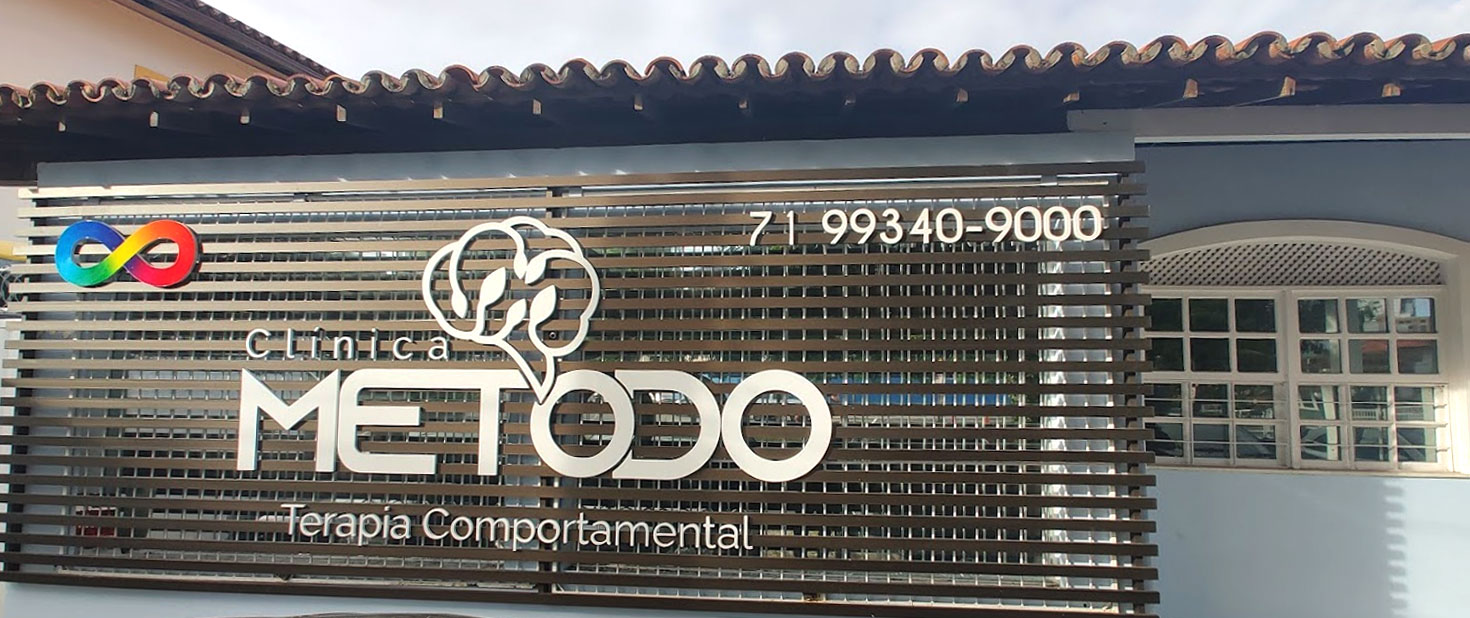 71 99340-9000
Clínica
METODO
Terapia Comportamental